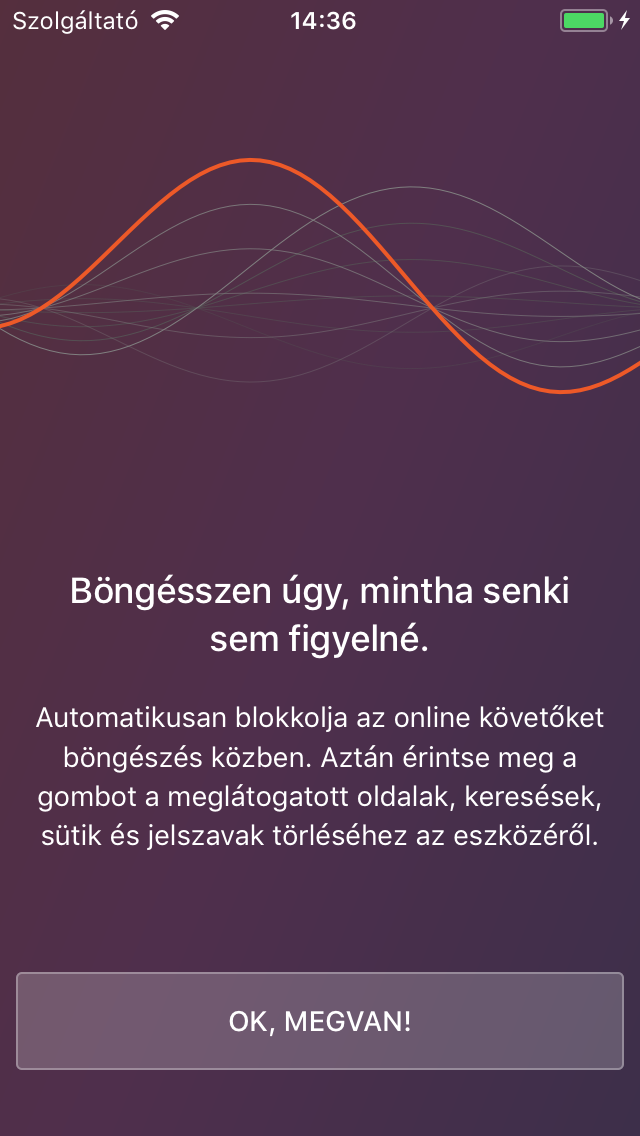 Szolgáltató 14:36
Böngésszen úgy, mintha senki
sem figyelné.
Automatikusan blokkolja az online követőket
böngészés közben. Aztán érintse meg a
gombot a meglátogatott oldalak, keresések,
sütik és jelszavak törléséhez az eszközéről.
OK, MEGVAN!